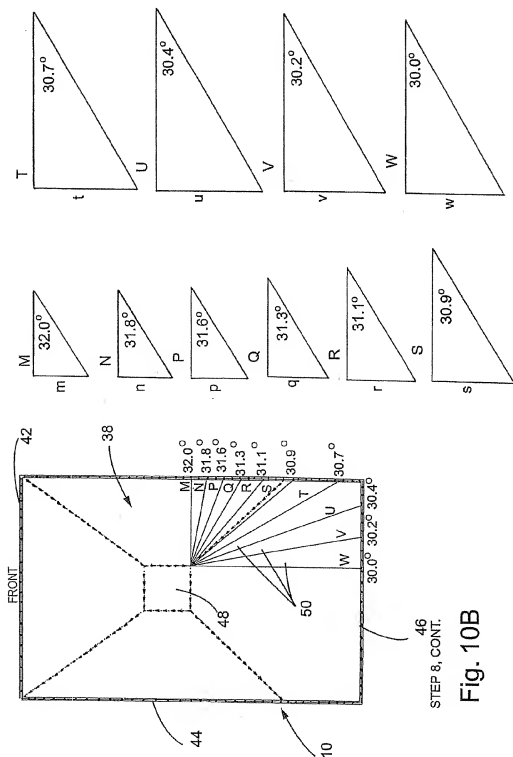 FRONT
42
38
44
48
M 32.0°
N 31.8°
P 31.6°
Q 31.3°
R 31.1°
S 30.9°
T 30.7°
U 30.4°
V 30.2°
W 30.0°
50
46
10
STEP 8, CONT.
Fig. 10B
M
32.0°
m
N
31.8°
n
P
31.6°
p
Q
31.3°
q
R
31.1°
r
S
30.9°
s
T
30.7°
t
U
30.4°
u
V
30.2°
v
W
30.0°
w